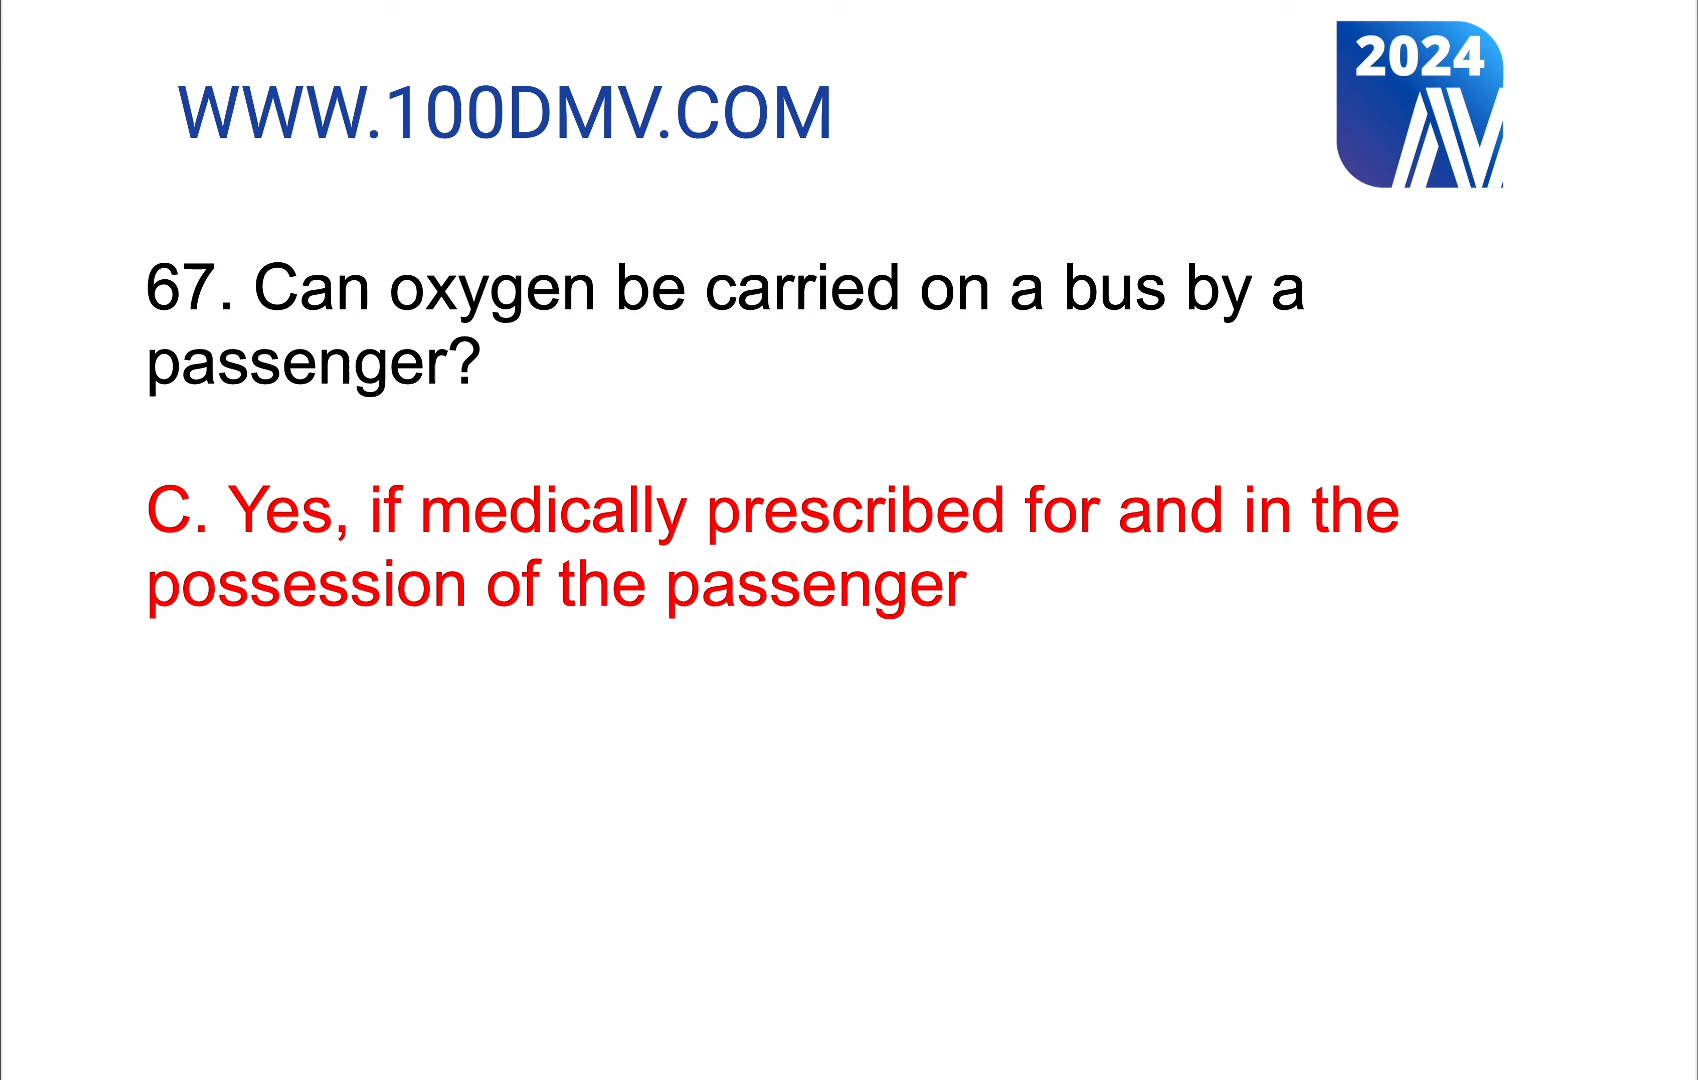 WWW.100DMV.COM
2024
67. Can oxygen be carried on a bus by a
passenger?
C. Yes, if medically prescribed for and in the
possession of the passenger